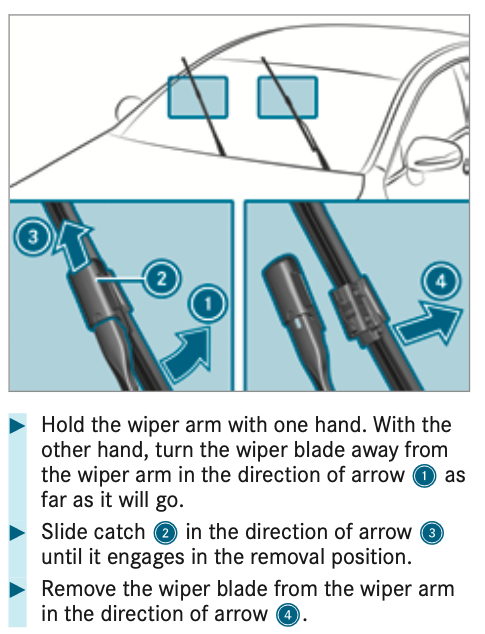 3
2
1
4
Hold the wiper arm with one hand. With the
other hand, turn the wiper blade away from
the wiper arm in the direction of arrow 1 as
far as it will go.
Slide catch 2 in the direction of arrow 3
until it engages in the removal position.
Remove the wiper blade from the wiper arm
in the direction of arrow 4.